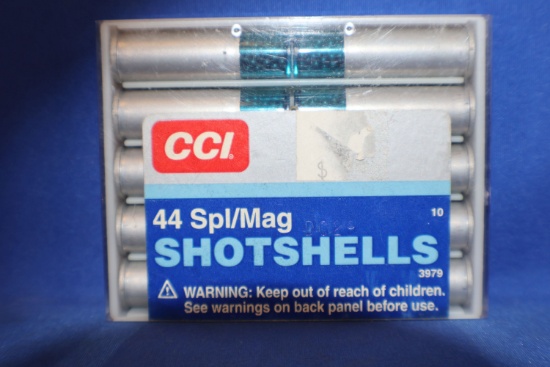 CCI
$
44 Spl/Mag
10
SHOTSHELLS
3979
WARNING: Keep out of reach of children.
See warnings on back panel before use.